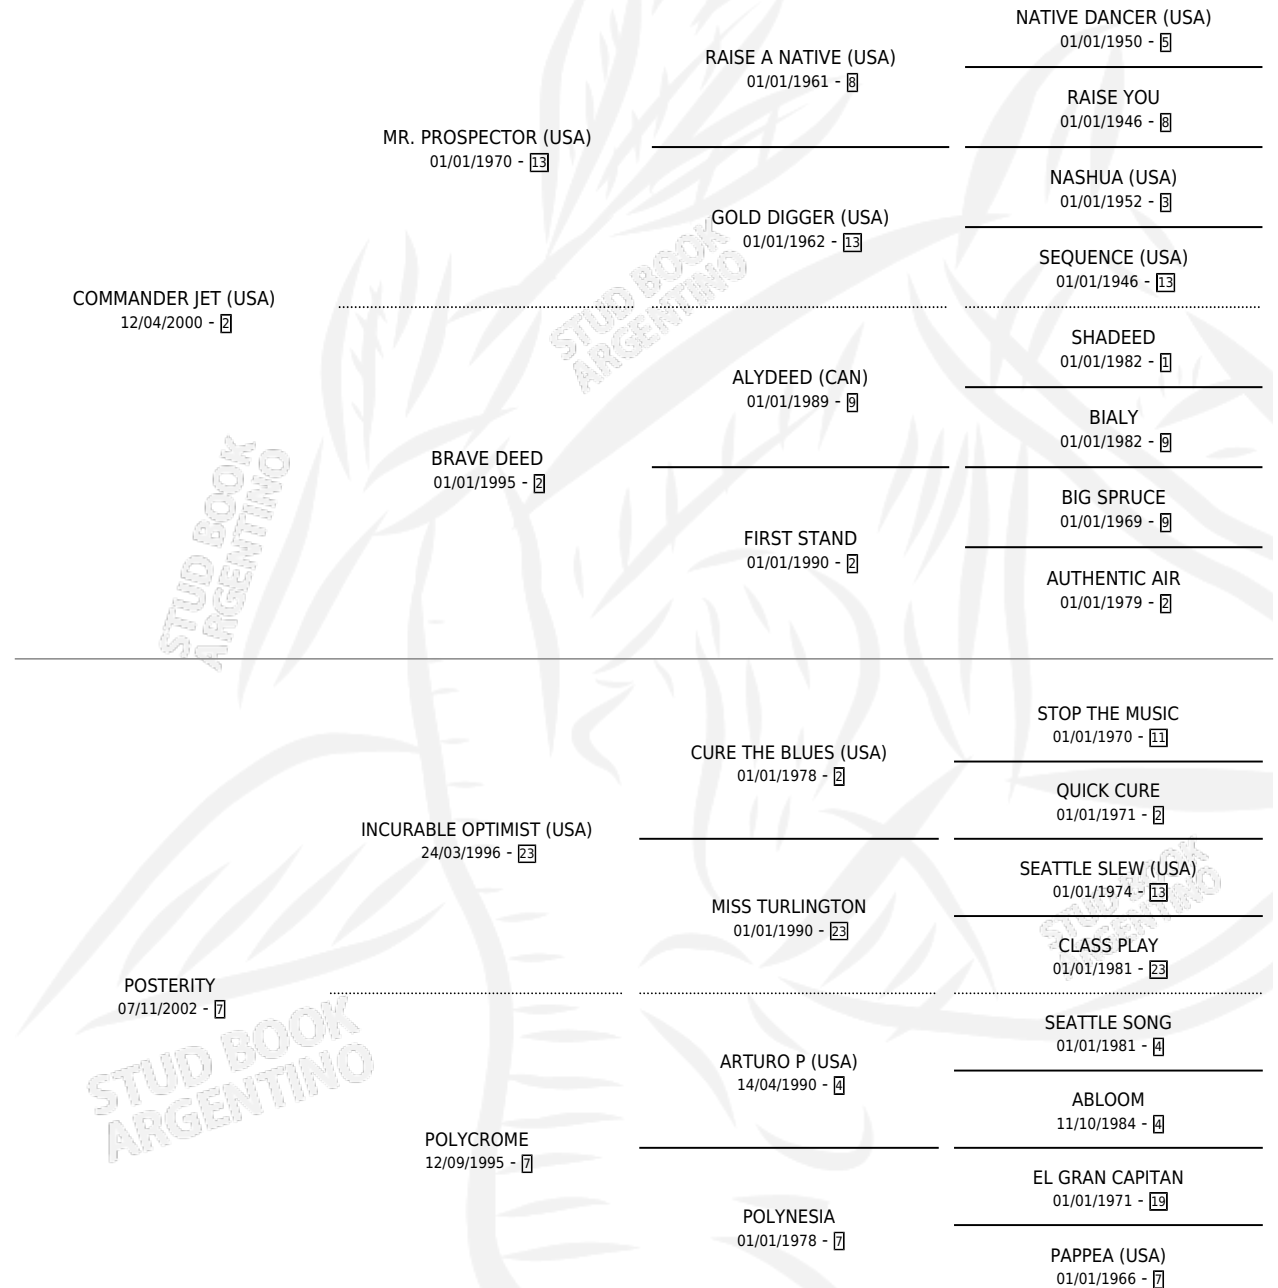 NATIVE DANCER (USA)
01/01/1950 - 5
RAISE A NATIVE (USA)
01/01/1961 - 8
RAISE YOU
01/01/1946 - 8
MR. PROSPECTOR (USA)
01/01/1970 - 13
NASHUA (USA)
01/01/1952 - 3
GOLD DIGGER (USA)
01/01/1962 - 13
SEQUENCE (USA)
01/01/1946 - 13
COMMANDER JET (USA)
12/04/2000 - 2
SHADEED
01/01/1982 - 1
ALYDEED (CAN)
01/01/1989 - 9
BIALY
01/01/1982 - 9
BRAVE DEED
01/01/1995 - 2
BIG SPRUCE
01/01/1969 - 9
FIRST STAND
01/01/1990 - 2
AUTHENTIC AIR
01/01/1979 - 2
STUD BOOK
ARGENTINO
STUD BOOK
ARGENTINO
STOP THE MUSIC
01/01/1970 - 11
CURE THE BLUES (USA)
01/01/1978 - 2
QUICK CURE
01/01/1971 - 2
INCURABLE OPTIMIST (USA)
24/03/1996 - 23
SEATTLE SLEW (USA)
01/01/1974 - 13
MISS TURLINGTON
01/01/1990 - 23
CLASS PLAY
01/01/1981 - 23
STUD BOOK
ARGENTINO
POSTERITY
07/11/2002 - 7
SEATTLE SONG
01/01/1981 - 4
ARTURO P (USA)
14/04/1990 - 4
ABLOOM
11/10/1984 - 4
POLYCROME
12/09/1995 - 7
EL GRAN CAPITAN
01/01/1971 - 19
POLYNESIA
01/01/1978 - 7
PAPPEA (USA)
01/01/1966 - 7
STUD BOOK
ARGENTINO